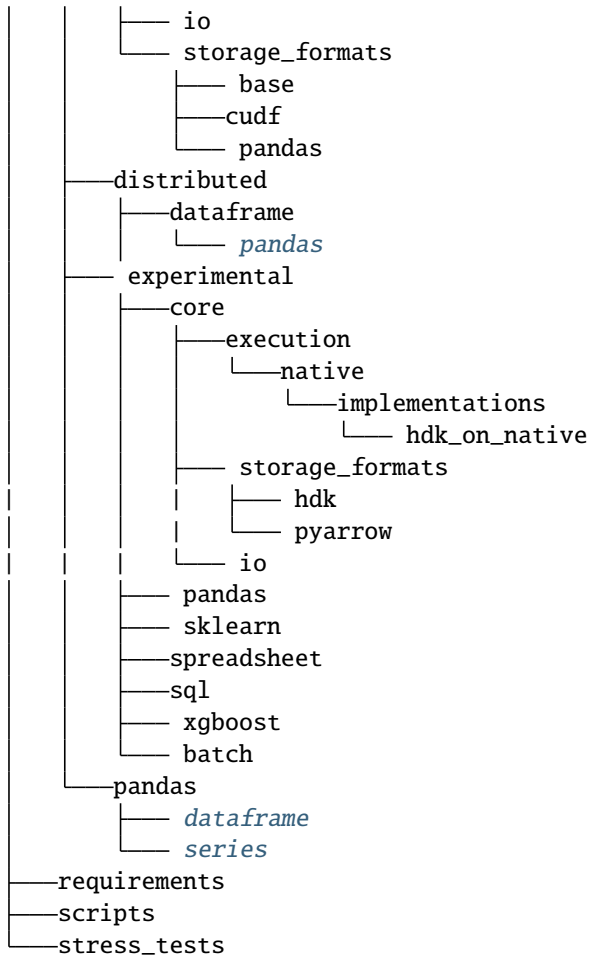 io
storage_formats
base
cudf
pandas
distributed
dataframe
pandas
experimental
core
execution
native
implementations
hdk_on_native
storage_formats
hdk
pyarrow
io
pandas
sklearn
spreadsheet
sql
xgboost
batch
pandas
dataframe
series
requirements
scripts
stress_tests